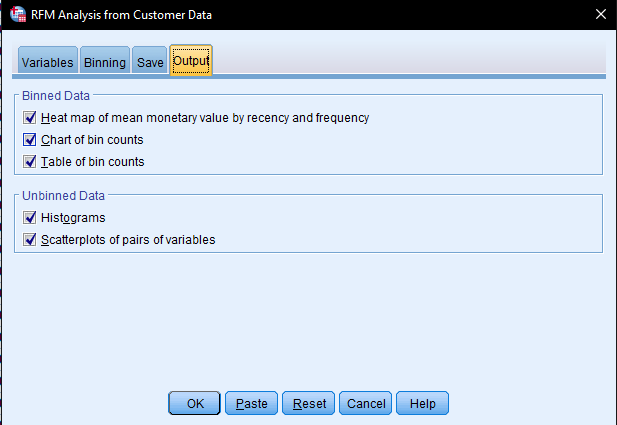 RFM Analysis from Customer Data
Variables Binning Save Output
Binned Data
Heat map of mean monetary value by recency and frequency
Chart of bin counts
Table of bin counts
Unbinned Data
Histograms
Scatterplots of pairs of variables
OK Paste Reset Cancel Help